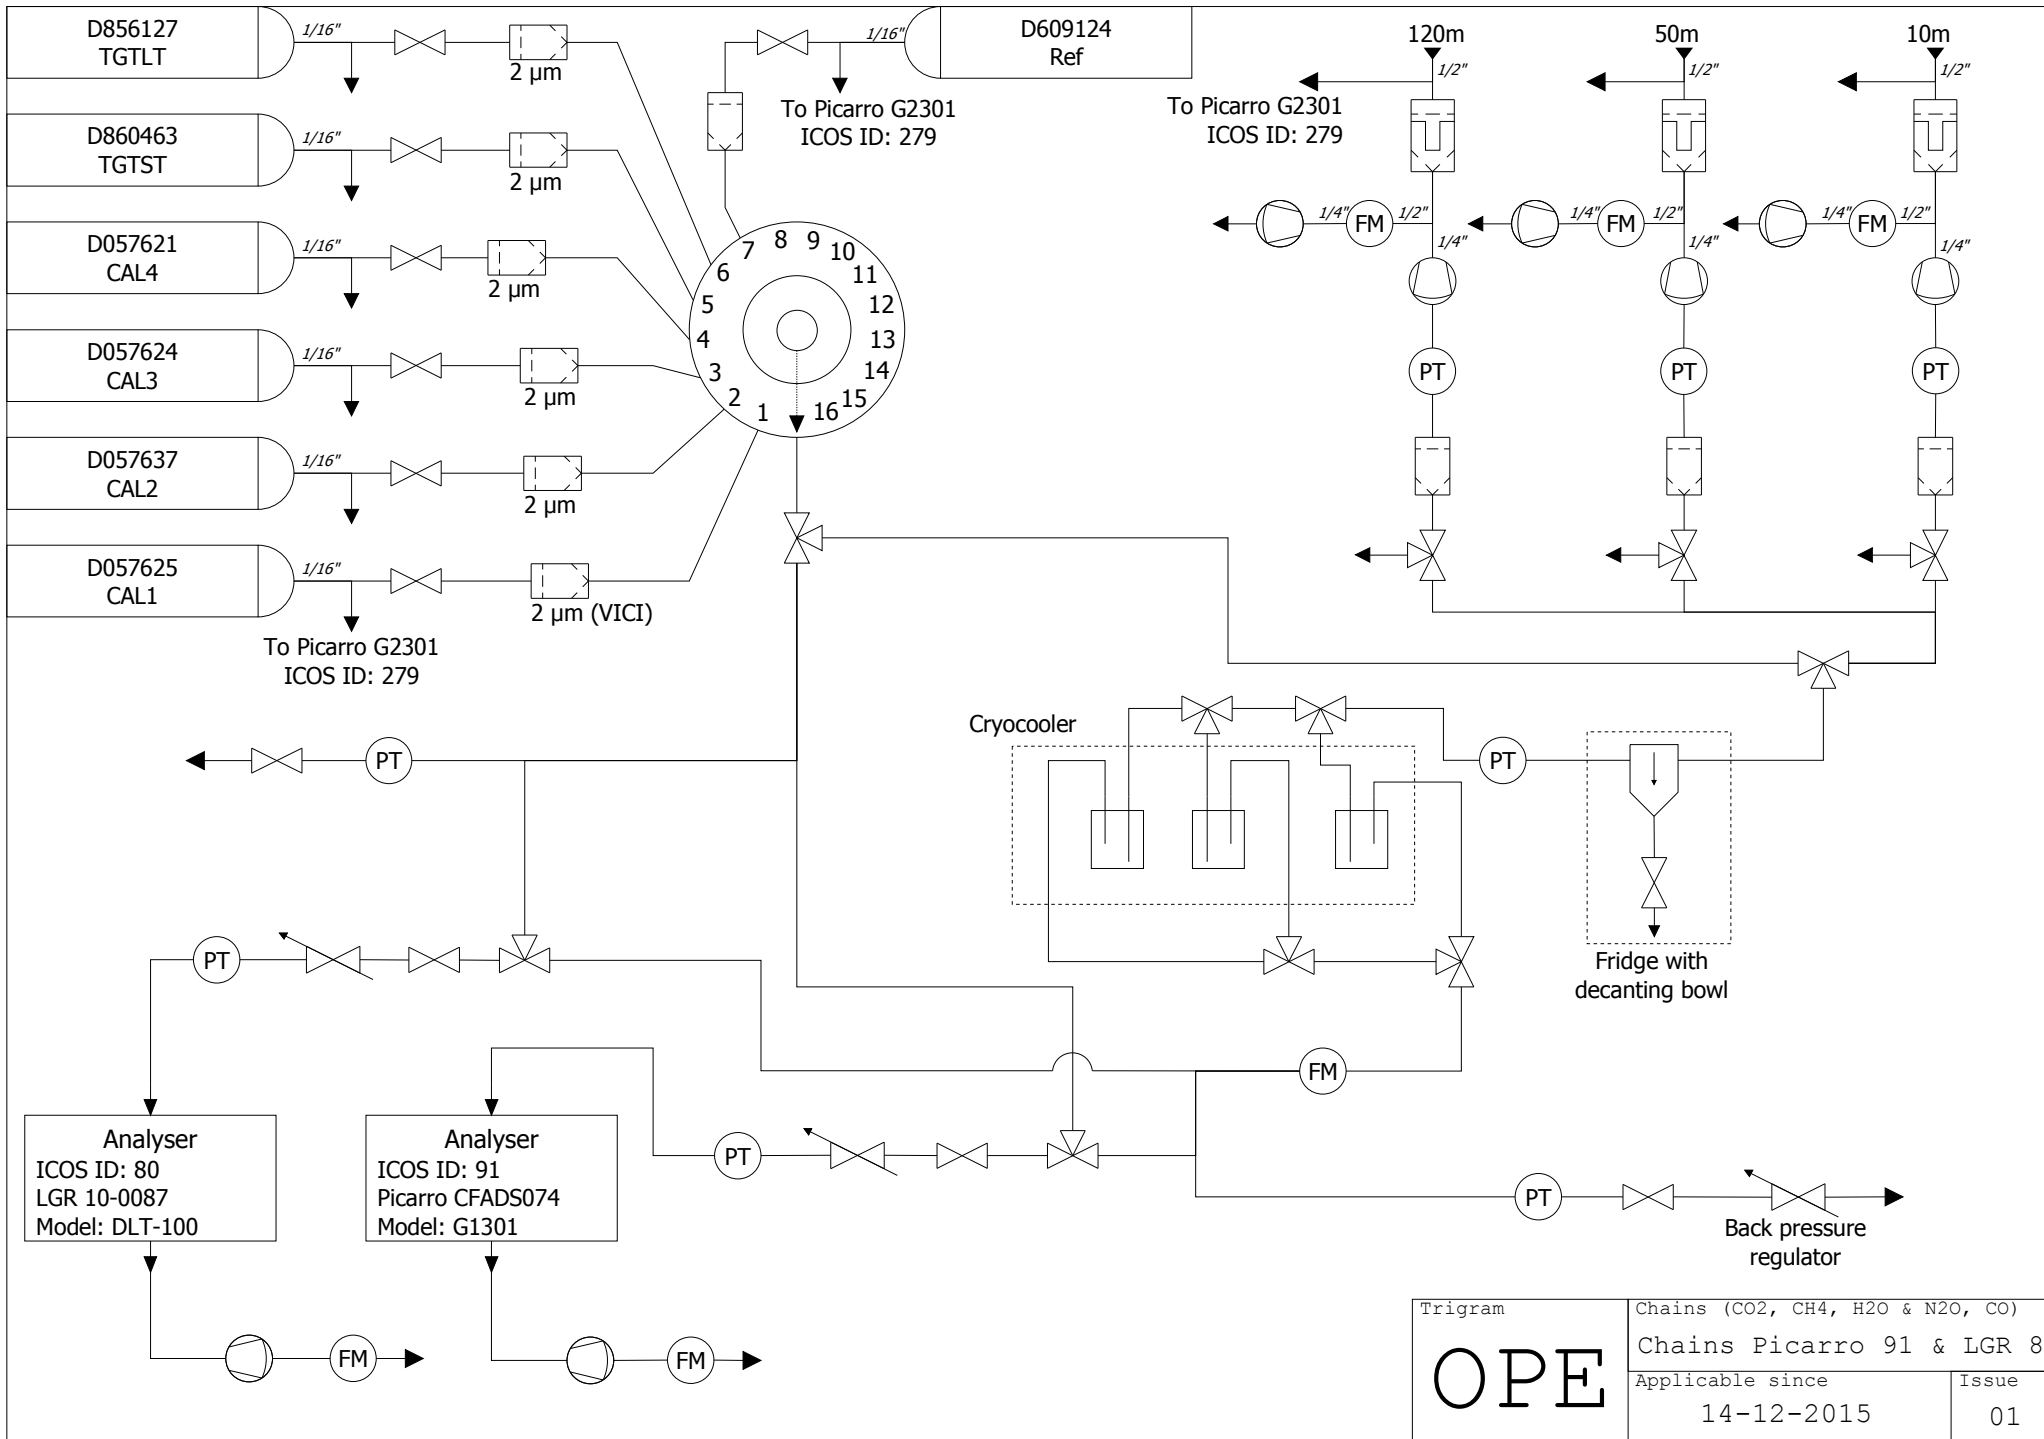 D856127
TGTLT
1/16"
2 µm
D860463
TGTST
1/16"
2 µm
D057621
CAL4
1/16"
2 µm
D057624
CAL3
1/16"
2 µm
D057637
CAL2
1/16"
2 µm
D057625
CAL1
1/16"
2 µm (VICI)
To Picarro G2301
ICOS ID: 279
D609124
Ref
1/16"
To Picarro G2301
ICOS ID: 279
1
2
3
4
5
6
7
8
9
10
11
12
13
14
15
16
120m
1/2"
To Picarro G2301
ICOS ID: 279
1/4"
FM
1/2"
1/4"
PT
50m
1/2"
1/4"
FM
1/2"
1/4"
PT
10m
1/2"
1/4"
FM
1/2"
1/4"
PT
Cryocooler
PT
Fridge with
decanting bowl
PT
PT
FM
PT
PT
Back pressure
regulator
Analyser
ICOS ID: 80
LGR 10-0087
Model: DLT-100
FM
Analyser
ICOS ID: 91
Picarro CFADS074
Model: G1301
FM
Trigram
OPE
Chains (CO2, CH4, H2O & N2O, CO)
Chains Picarro 91 & LGR 8
Applicable since
14-12-2015
Issue
01